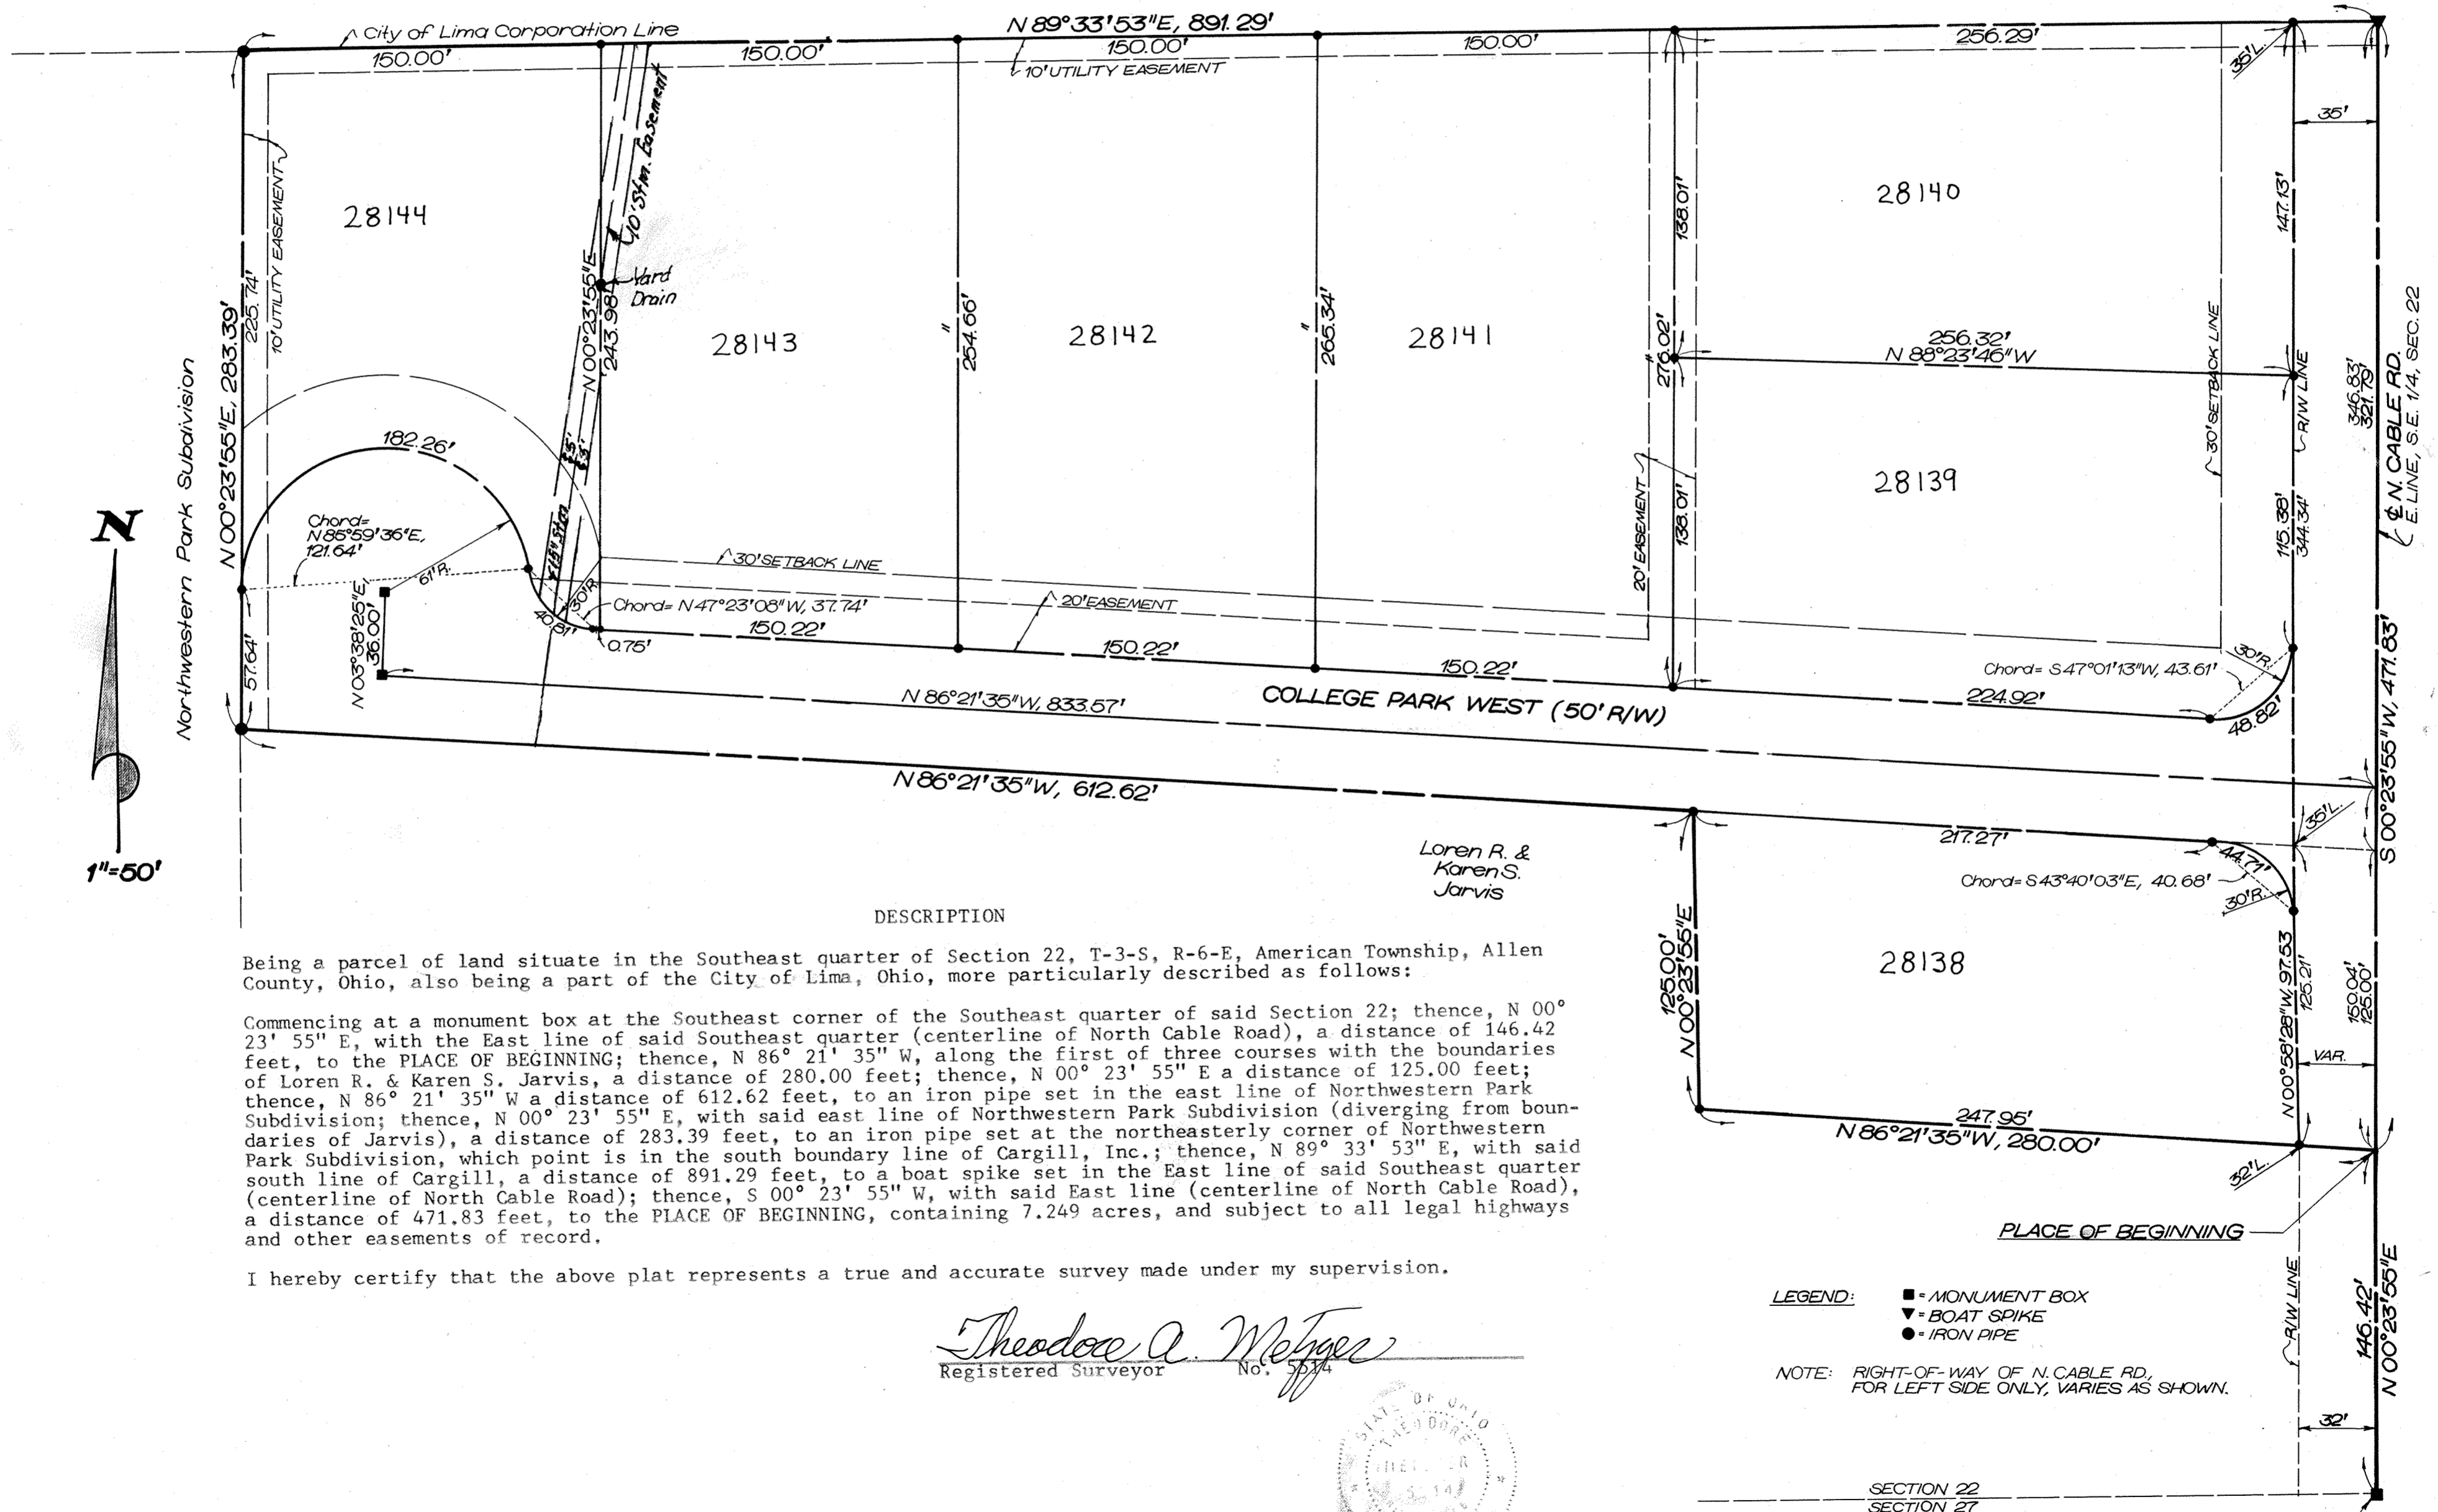 N 89°33'53"E, 891.29'
City of Lima Corporation Line
150.00'
150.00'
150.00'
150.00'
256.29'
10' UTILITY EASEMENT
35'L.
35'
10' Stm. Easement
10' UTILITY EASEMENT
28144
28143
28142
28141
28140
28139
Yard
Drain
N 00°23'55"E, 283.39'
225.74'
N 00°23'55"E
243.98'
"
254.66'
"
265.34'
"
276.02'
138.01'
138.01'
147.13'
256.32'
N 88°23'46"W
30' SETBACK LINE
R/W LINE
115.38'
344.34'
346.83'
321.79'
℄ N. CABLE RD.
E. LINE, S.E. 1/4, SEC. 22
Northwestern Park Subdivision
N
1"=50'
182.26'
Chord=
N 85°59'36"E,
121.64'
61'R.
N 03°38'25"E,
36.00'
57.64'
5'
5'
15" Stm
30'R.
40.81'
Chord= N 47°23'08"W, 37.74'
0.75'
30' SETBACK LINE
20' EASEMENT
20' EASEMENT
150.22'
150.22'
150.22'
224.92'
Chord= S 47°01'13"W, 43.61'
30'R.
48.82'
N 86°21'35"W, 833.57'
COLLEGE PARK WEST (50' R/W)
N 86°21'35"W, 612.62'
S 00°23'55"W, 471.83'
35'L.
217.27'
44.71'
Chord= S 43°40'03"E, 40.68'
30'R.
Loren R. &
Karen S.
Jarvis
125.00'
N 00°23'55"E
28138
N 00°58'28"W, 97.53
125.21'
150.04'
125.00'
VAR.
247.95'
N 86°21'35"W, 280.00'
32'L.
PLACE OF BEGINNING
DESCRIPTION
Being a parcel of land situate in the Southeast quarter of Section 22, T-3-S, R-6-E, American Township, Allen
County, Ohio, also being a part of the City of Lima, Ohio, more particularly described as follows:
Commencing at a monument box at the Southeast corner of the Southeast quarter of said Section 22; thence, N 00°
23' 55" E, with the East line of said Southeast quarter (centerline of North Cable Road), a distance of 146.42
feet, to the PLACE OF BEGINNING; thence, N 86° 21' 35" W, along the first of three courses with the boundaries
of Loren R. & Karen S. Jarvis, a distance of 280.00 feet; thence, N 00° 23' 55" E a distance of 125.00 feet;
thence, N 86° 21' 35" W a distance of 612.62 feet, to an iron pipe set in the east line of Northwestern Park
Subdivision; thence, N 00° 23' 55" E, with said east line of Northwestern Park Subdivision (diverging from boun-
daries of Jarvis), a distance of 283.39 feet, to an iron pipe set at the northeasterly corner of Northwestern
Park Subdivision, which point is in the south boundary line of Cargill, Inc.; thence, N 89° 33' 53" E, with said
south line of Cargill, a distance of 891.29 feet, to a boat spike set in the East line of said Southeast quarter
(centerline of North Cable Road); thence, S 00° 23' 55" W, with said East line (centerline of North Cable Road),
a distance of 471.83 feet, to the PLACE OF BEGINNING, containing 7.249 acres, and subject to all legal highways
and other easements of record.
I hereby certify that the above plat represents a true and accurate survey made under my supervision.
Theodore A. Metzger
Registered Surveyor No. 5514
STATE OF OHIO
THEODORE
LEGEND:
= MONUMENT BOX
= BOAT SPIKE
= IRON PIPE
NOTE: RIGHT-OF-WAY OF N. CABLE RD.,
FOR LEFT SIDE ONLY, VARIES AS SHOWN.
R/W LINE
146.42'
N 00°23'55"E
32'
SECTION 22
SECTION 27